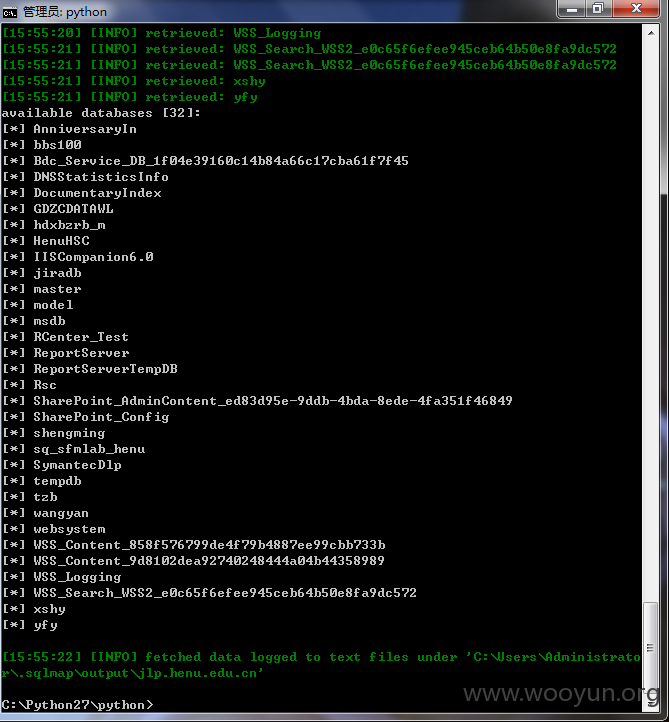 管理员: python
[15:55:20] [INFO] retrieved: WSS_Logging
[15:55:21] [INFO] retrieved: WSS_Search_WSS2_e0c65f6efee945ceb64b50e8fa9dc572
[15:55:21] [INFO] retrieved: WSS_Search_WSS2_e0c65f6efee945ceb64b50e8fa9dc572
[15:55:21] [INFO] retrieved: xshy
[15:55:21] [INFO] retrieved: yfy
available databases [32]:
[*] AnniversaryIn
[*] bbs100
[*] Bdc_Service_DB_1f04e39160c14b84a66c17cba61f7f45
[*] DNSStatisticsInfo
[*] DocumentaryIndex
[*] GDZCDATAWL
[*] hdxbzrb_m
[*] HenuHSC
[*] IISCompanion6.0
[*] jiradb
[*] master
[*] model
[*] msdb
[*] RCenter_Test
[*] ReportServer
[*] ReportServerTempDB
[*] Rsc
[*] SharePoint_AdminContent_ed83d95e-9ddb-4bda-8ede-4fa351f46849
[*] SharePoint_Config
[*] shengming
[*] sq_sfmlab_henu
[*] SymantecDlp
[*] tempdb
[*] tzb
[*] wangyan
[*] websystem
[*] WSS_Content_858f576799de4f79b4887ee99cbb733b
[*] WSS_Content_9d8102dea92740248444a04b44358989
[*] WSS_Logging
[*] WSS_Search_WSS2_e0c65f6efee945ceb64b50e8fa9dc572
[*] xshy
[*] yfy
[15:55:22] [INFO] fetched data logged to text files under 'C:\Users\Administrato
r\.sqlmap\output\jlp.henu.edu.cn'
C:\Python27\python>
www.wooyun.org